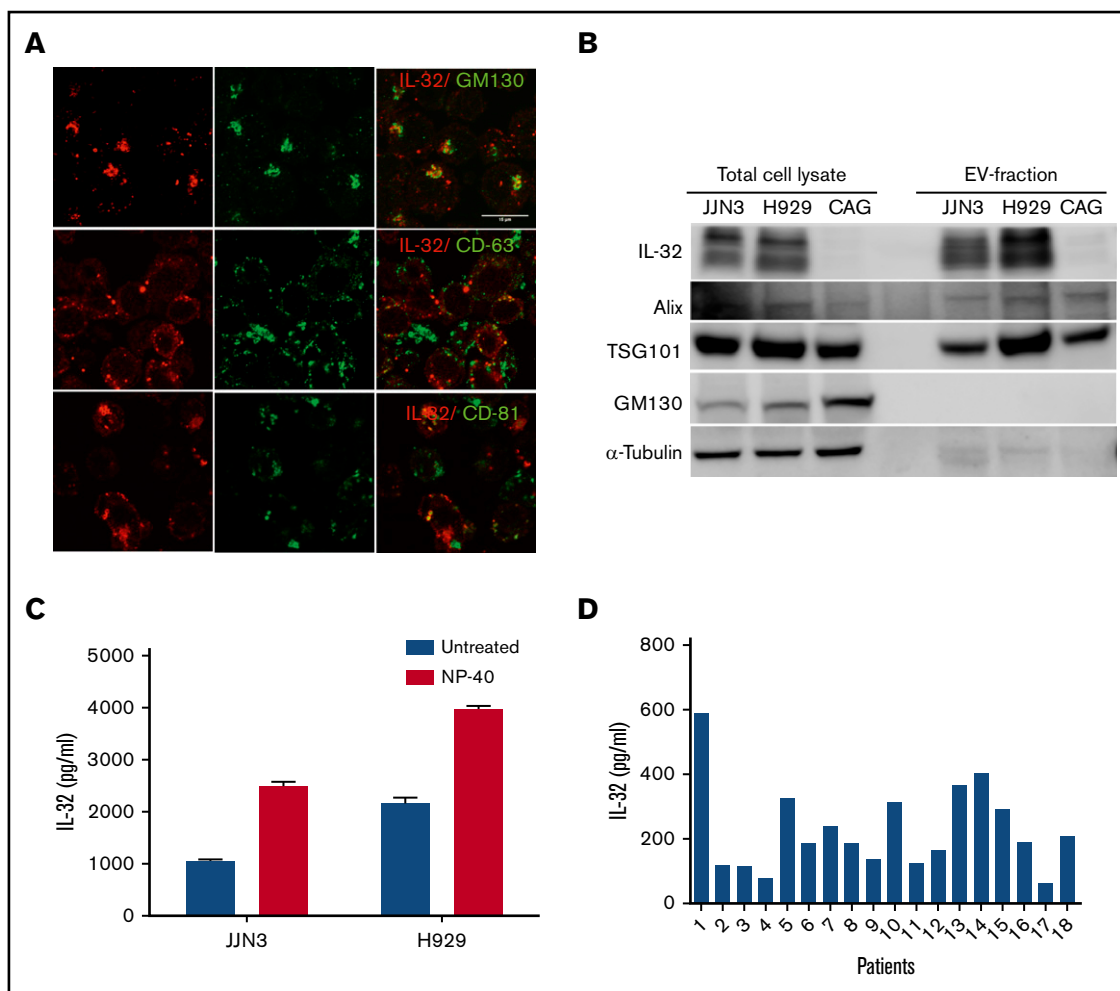 A
IL-32/ GM130
10 µm
IL-32/ CD-63
IL-32/ CD-81
B
Total cell lysate EV-fraction
JJN3 H929 CAG JJN3 H929 CAG
IL-32
Alix
TSG101
GM130
α-Tubulin
C
Untreated
NP-40
5000
4000
3000
2000
1000
0
IL-32 (pg/ml)
JJN3 H929
D
800
600
400
200
0
IL-32 (pg/ml)
1 2 3 4 5 6 7 8 9 10 11 12 13 14 15 16 17 18
Patients